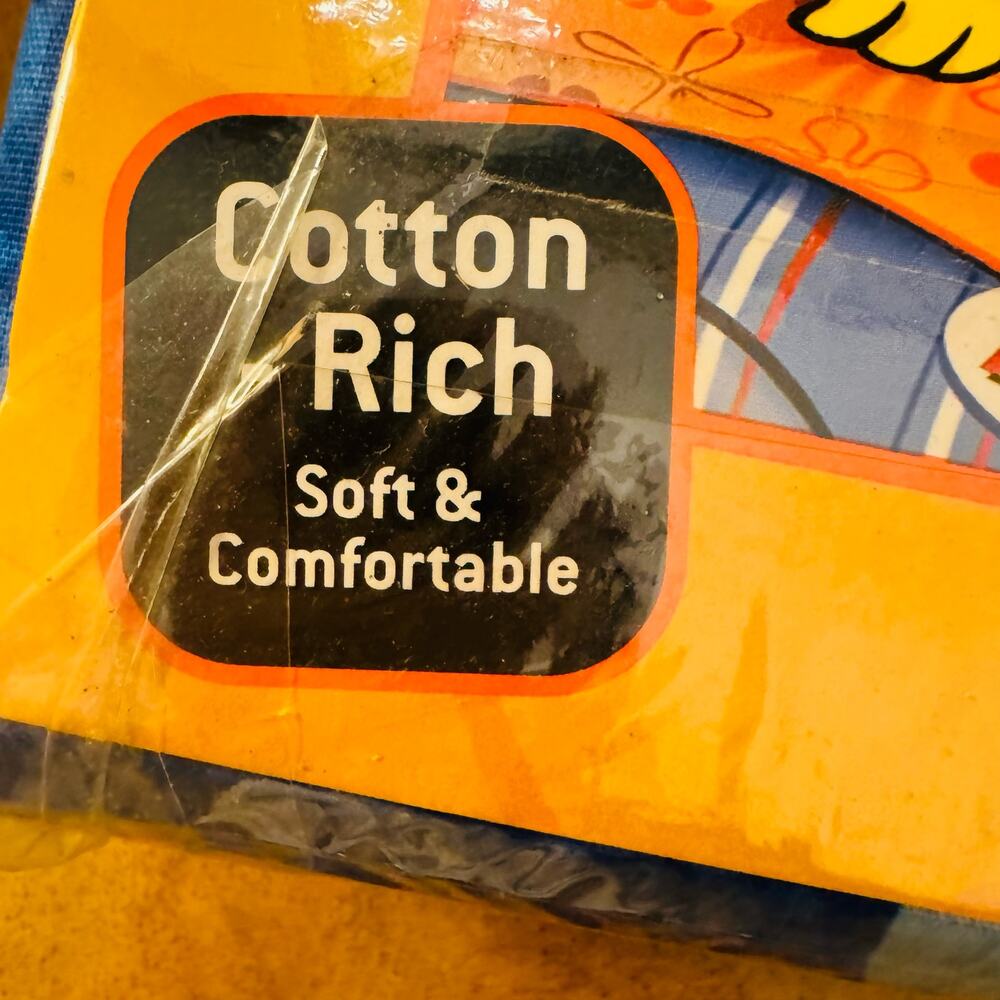 Cotton
Rich
Soft &
Comfortable